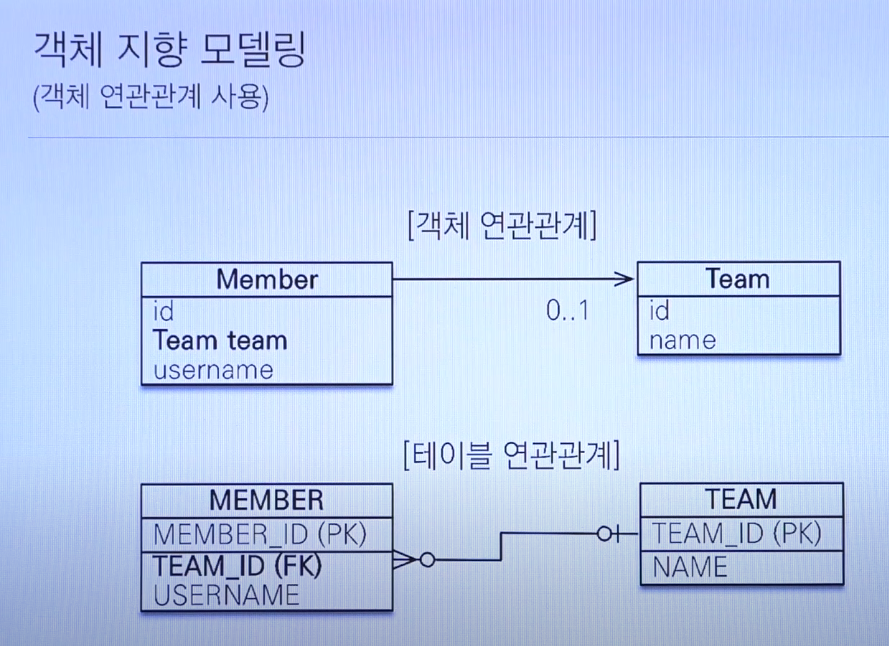 객체 지향 모델링
(객체 연관관계 사용)
[객체 연관관계]
Member
id
Team team
username
0..1
Team
id
name
[테이블 연관관계]
MEMBER
MEMBER_ID (PK)
TEAM_ID (FK)
USERNAME
TEAM
TEAM_ID (PK)
NAME